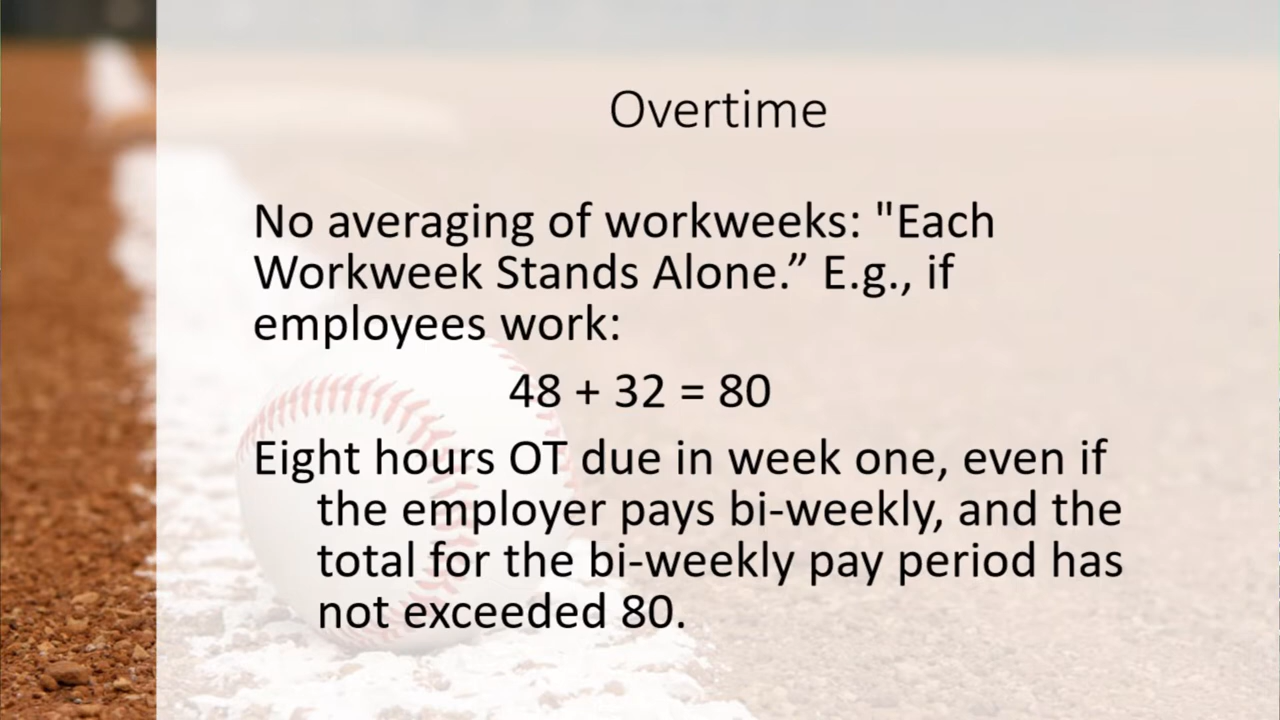 Overtime
No averaging of workweeks: "Each
Workweek Stands Alone.” E.g., if
employees work:
48 + 32 = 80
Eight hours OT due in week one, even if
the employer pays bi-weekly, and the
total for the bi-weekly pay period has
not exceeded 80.